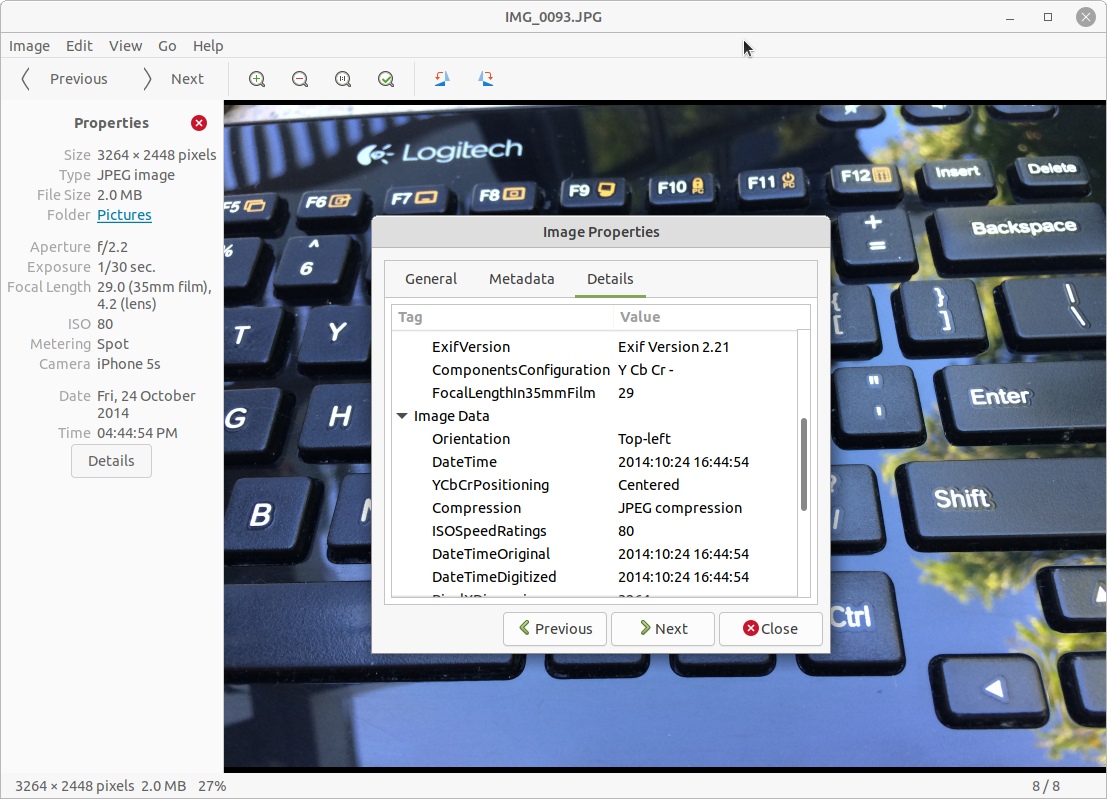 IMG_0093.JPG
Image Edit View Go Help
Previous Next
Properties
Size 3264 × 2448 pixels
Type JPEG image
File Size 2.0 MB
Folder Pictures
Aperture f/2.2
Exposure 1/30 sec.
Focal Length 29.0 (35mm film),
4.2 (lens)
ISO 80
Metering Spot
Camera iPhone 5s
Date Fri, 24 October
2014
Time 04:44:54 PM
Details
Logitech
F5 F6 F7 F8 F9 F10 F11 F12 Insert Delete
% ^ 6 + = Backspace
T Y { [ } ] | \
G H " ' Enter
B ? / Shift
Ctrl
Image Properties
General Metadata Details
Tag Value
ExifVersion Exif Version 2.21
ComponentsConfiguration Y Cb Cr -
FocalLengthIn35mmFilm 29
Image Data
Orientation Top-left
DateTime 2014:10:24 16:44:54
YCbCrPositioning Centered
Compression JPEG compression
ISOSpeedRatings 80
DateTimeOriginal 2014:10:24 16:44:54
DateTimeDigitized 2014:10:24 16:44:54
Previous Next Close
3264 × 2448 pixels 2.0 MB 27% 8 / 8